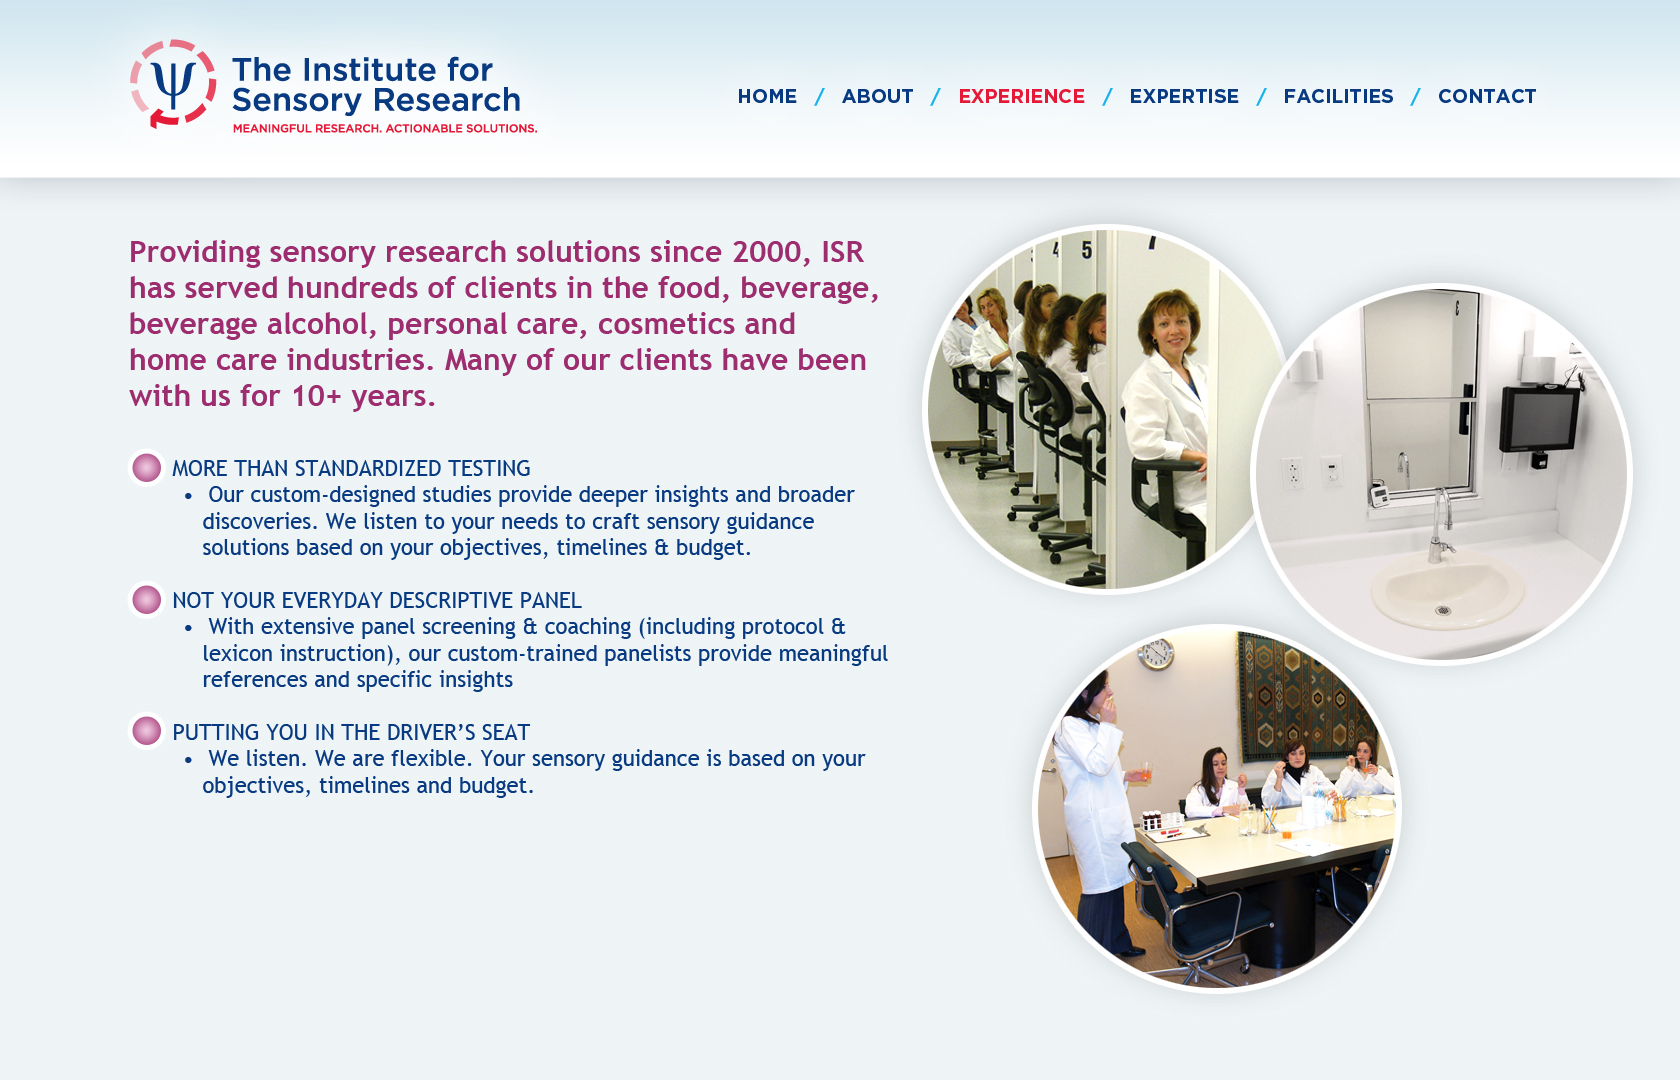 The Institute for
Sensory Research
MEANINGFUL RESEARCH. ACTIONABLE SOLUTIONS.
HOME / ABOUT / EXPERIENCE / EXPERTISE / FACILITIES / CONTACT
Providing sensory research solutions since 2000, ISR
has served hundreds of clients in the food, beverage,
beverage alcohol, personal care, cosmetics and
home care industries. Many of our clients have been
with us for 10+ years.
MORE THAN STANDARDIZED TESTING
• Our custom-designed studies provide deeper insights and broader
discoveries. We listen to your needs to craft sensory guidance
solutions based on your objectives, timelines & budget.
NOT YOUR EVERYDAY DESCRIPTIVE PANEL
• With extensive panel screening & coaching (including protocol &
lexicon instruction), our custom-trained panelists provide meaningful
references and specific insights
PUTTING YOU IN THE DRIVER’S SEAT
• We listen. We are flexible. Your sensory guidance is based on your
objectives, timelines and budget.
4 5